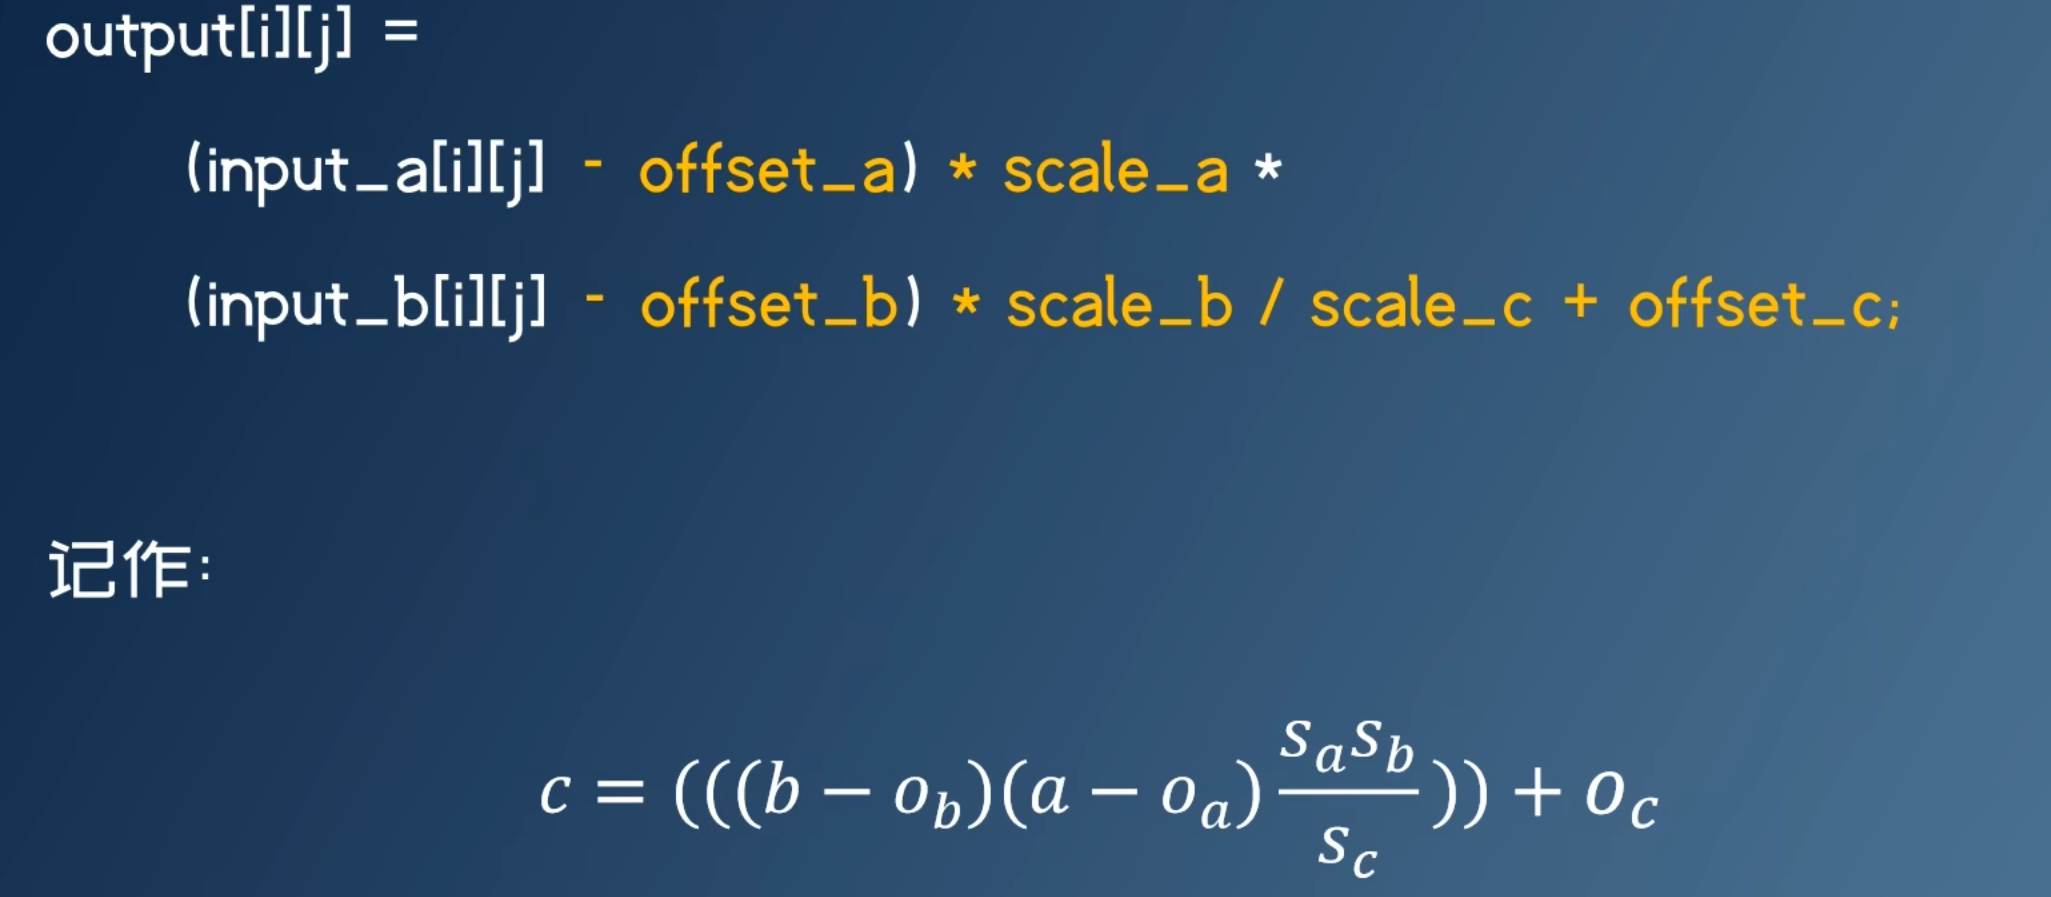 output[i][j] =
(input_a[i][j] - offset_a) * scale_a *
(input_b[i][j] - offset_b) * scale_b / scale_c + offset_c;
记作:
c = (((b − o_b)(a − o_a) \frac{s_a s_b}{s_c})) + o_c